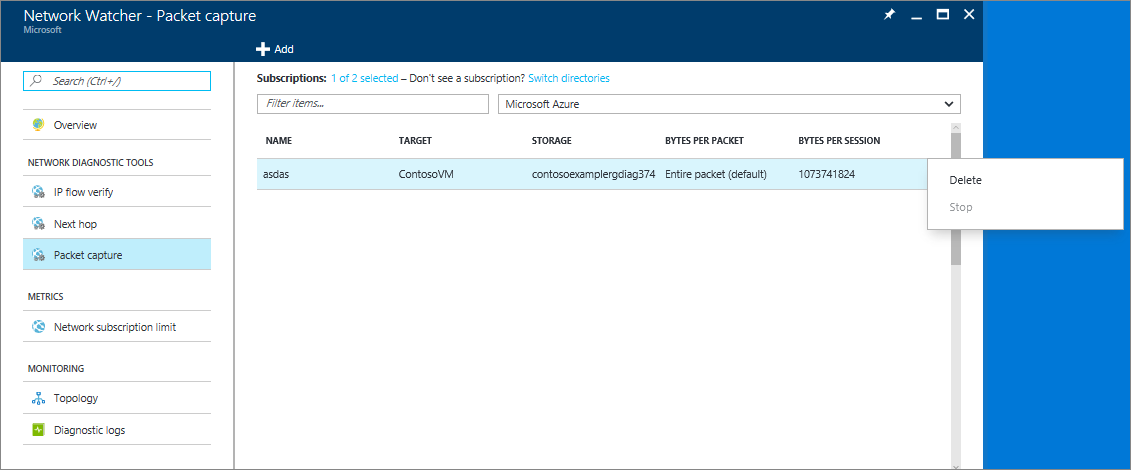 Network Watcher - Packet capture
Microsoft
Add
Search (Ctrl+/)
Overview
NETWORK DIAGNOSTIC TOOLS
IP flow verify
Next hop
Packet capture
METRICS
Network subscription limit
MONITORING
Topology
Diagnostic logs
Subscriptions: 1 of 2 selected – Don't see a subscription? Switch directories
Filter items...
Microsoft Azure
NAME TARGET STORAGE BYTES PER PACKET BYTES PER SESSION
asdas ContosoVM contosoexamplergdiag374 Entire packet (default) 1073741824
Delete
Stop